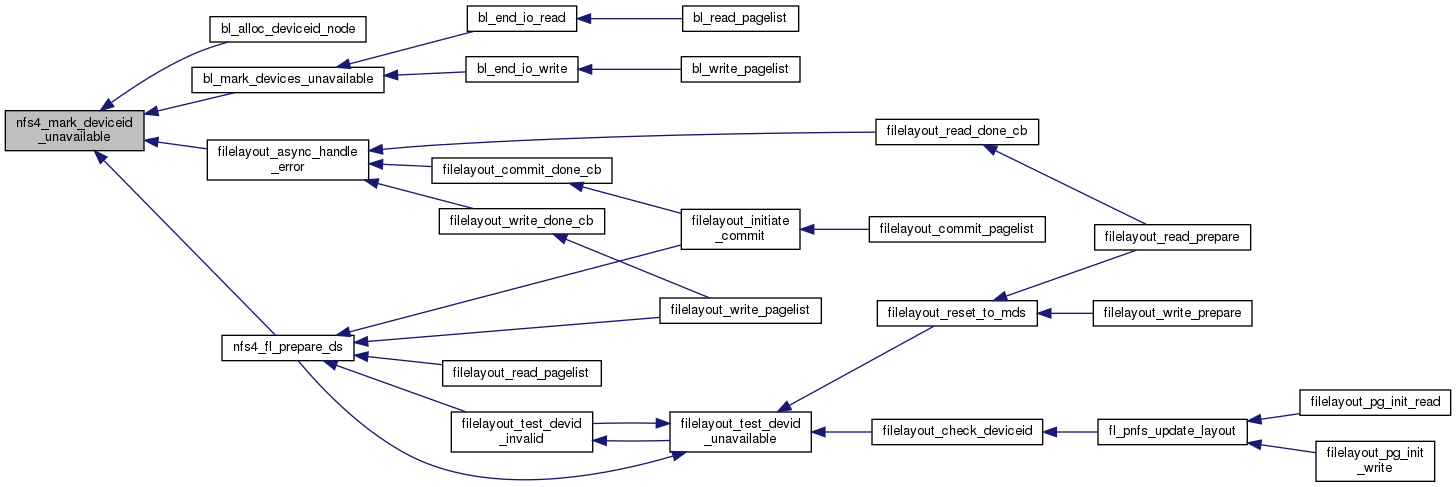 bl_alloc_deviceid_node
bl_end_io_read
bl_read_pagelist
bl_mark_devices_unavailable
bl_end_io_write
bl_write_pagelist
nfs4_mark_deviceid
_unavailable
filelayout_async_handle
_error
filelayout_read_done_cb
filelayout_commit_done_cb
filelayout_write_done_cb
filelayout_initiate
_commit
filelayout_commit_pagelist
filelayout_read_prepare
filelayout_write_pagelist
filelayout_reset_to_mds
filelayout_write_prepare
nfs4_fl_prepare_ds
filelayout_read_pagelist
filelayout_test_devid
_invalid
filelayout_test_devid
_unavailable
filelayout_check_deviceid
fl_pnfs_update_layout
filelayout_pg_init_read
filelayout_pg_init
_write